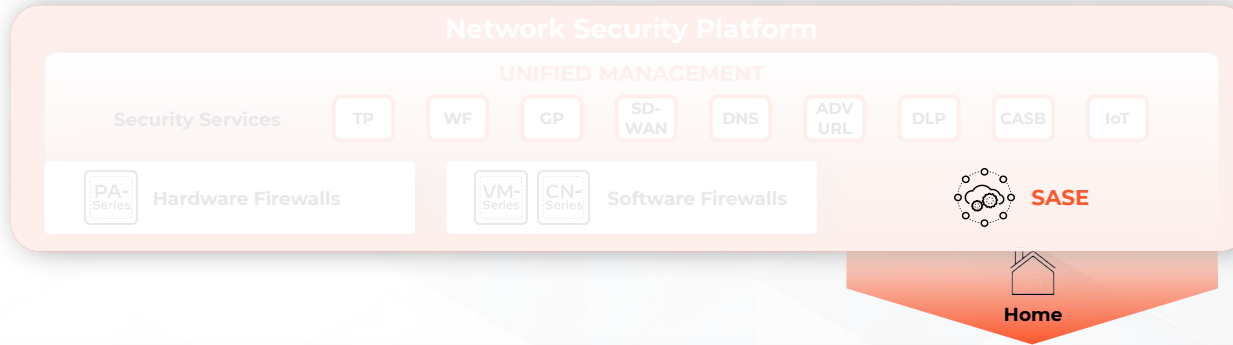 Network Security Platform
UNIFIED MANAGEMENT
Security Services
TP
WF
GP
SD-
WAN
DNS
ADV
URL
DLP
CASB
IoT
PA-
Series
Hardware Firewalls
VM-
Series
CN-
Series
Software Firewalls
SASE
Home